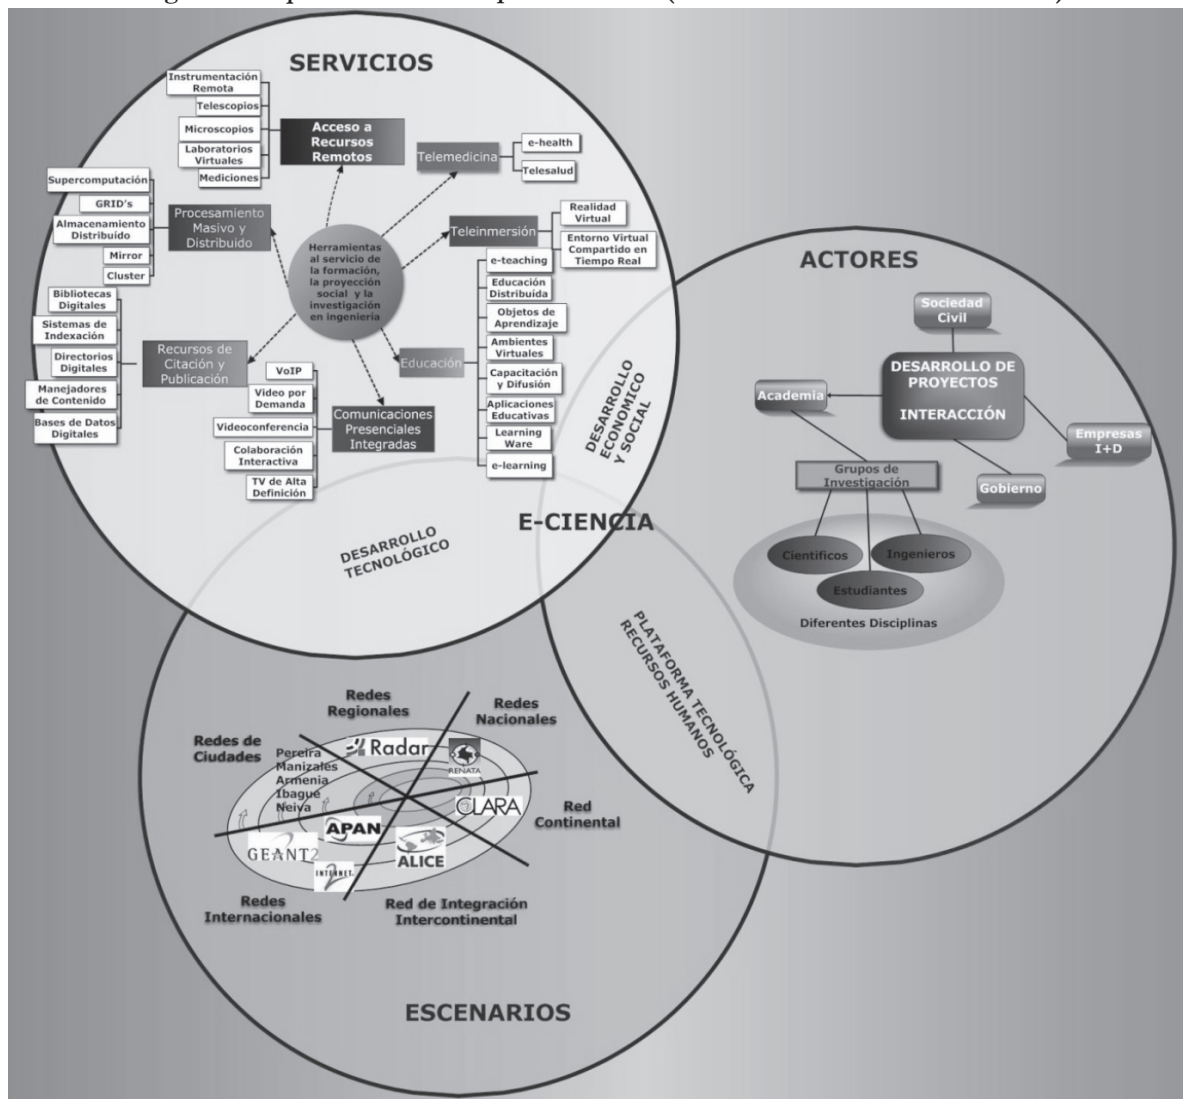 SERVICIOS
Instrumentación
Remota
Telescopios
Microscopios
Laboratorios
Virtuales
Mediciones
Acceso a
Recursos
Remotos
Telemedicina
e-health
Telesalud
Supercomputación
GRID's
Almacenamiento
Distribuído
Mirror
Cluster
Procesamiento
Masivo y
Distribuido
Teleinmersión
Realidad
Virtual
Entorno Virtual
Compartido en
Tiempo Real
Herramientas
al servicio de
la formación,
la proyección
social y la
investigación
en ingeniería
Bibliotecas
Digitales
Sistemas de
Indexación
Directorios
Digitales
Manejadores
de Contenido
Bases de Datos
Digitales
Recursos de
Citación y
Publicación
Educación
e-teaching
Educación
Distribuida
Objetos de
Aprendizaje
Ambientes
Virtuales
Capacitación
y Difusión
Aplicaciones
Educativas
Learning
Ware
e-learning
VoIP
Video por
Demanda
Videoconferencia
Colaboración
Interactiva
TV de Alta
Definición
Comunicaciones
Presenciales
Integradas
DESARROLLO
ECONOMICO
Y SOCIAL
DESARROLLO
TECNOLÓGICO
E-CIENCIA
PLATAFORMA TECNOLÓGICA
RECURSOS HUMANOS
ACTORES
Sociedad
Civil
DESARROLLO DE
PROYECTOS
INTERACCIÓN
Academia
Empresas
I+D
Gobierno
Grupos de
Investigación
Cientificos
Ingenieros
Estudiantes
Diferentes Disciplinas
Redes
Regionales
Redes
Nacionales
Redes de
Ciudades
Pereira
Manizales
Armenia
Ibagué
Neiva
Radar
RENATA
CLARA
Red
Continental
APAN
GEANT2
ALICE
INTERNET
2
Redes
Internacionales
Red de Integración
Intercontinental
ESCENARIOS